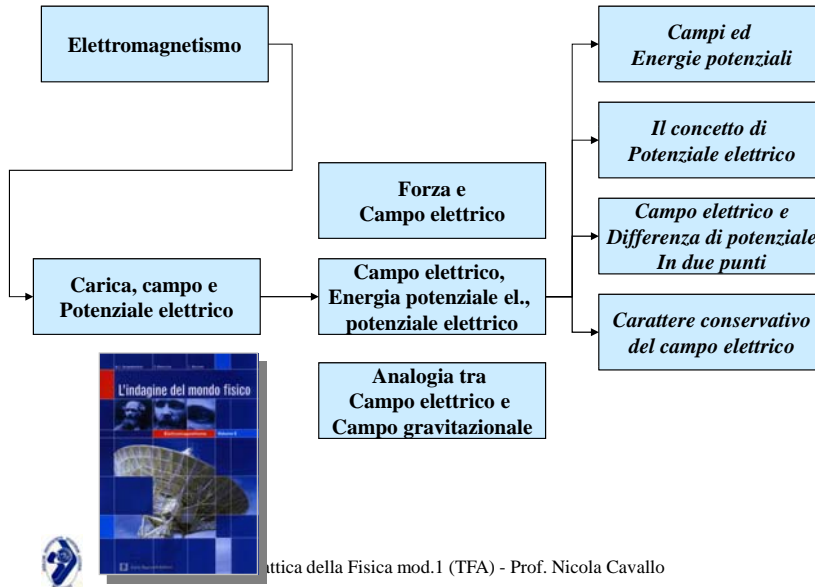 Elettromagnetismo
Campi ed
Energie potenziali
Il concetto di
Potenziale elettrico
Forza e
Campo elettrico
Campo elettrico e
Differenza di potenziale
In due punti
Carica, campo e
Potenziale elettrico
Campo elettrico,
Energia potenziale el.,
potenziale elettrico
Carattere conservativo
del campo elettrico
Analogia tra
Campo elettrico e
Campo gravitazionale
L'indagine del mondo fisico
Elettromagnetismo
attica della Fisica mod.1 (TFA) - Prof. Nicola Cavallo